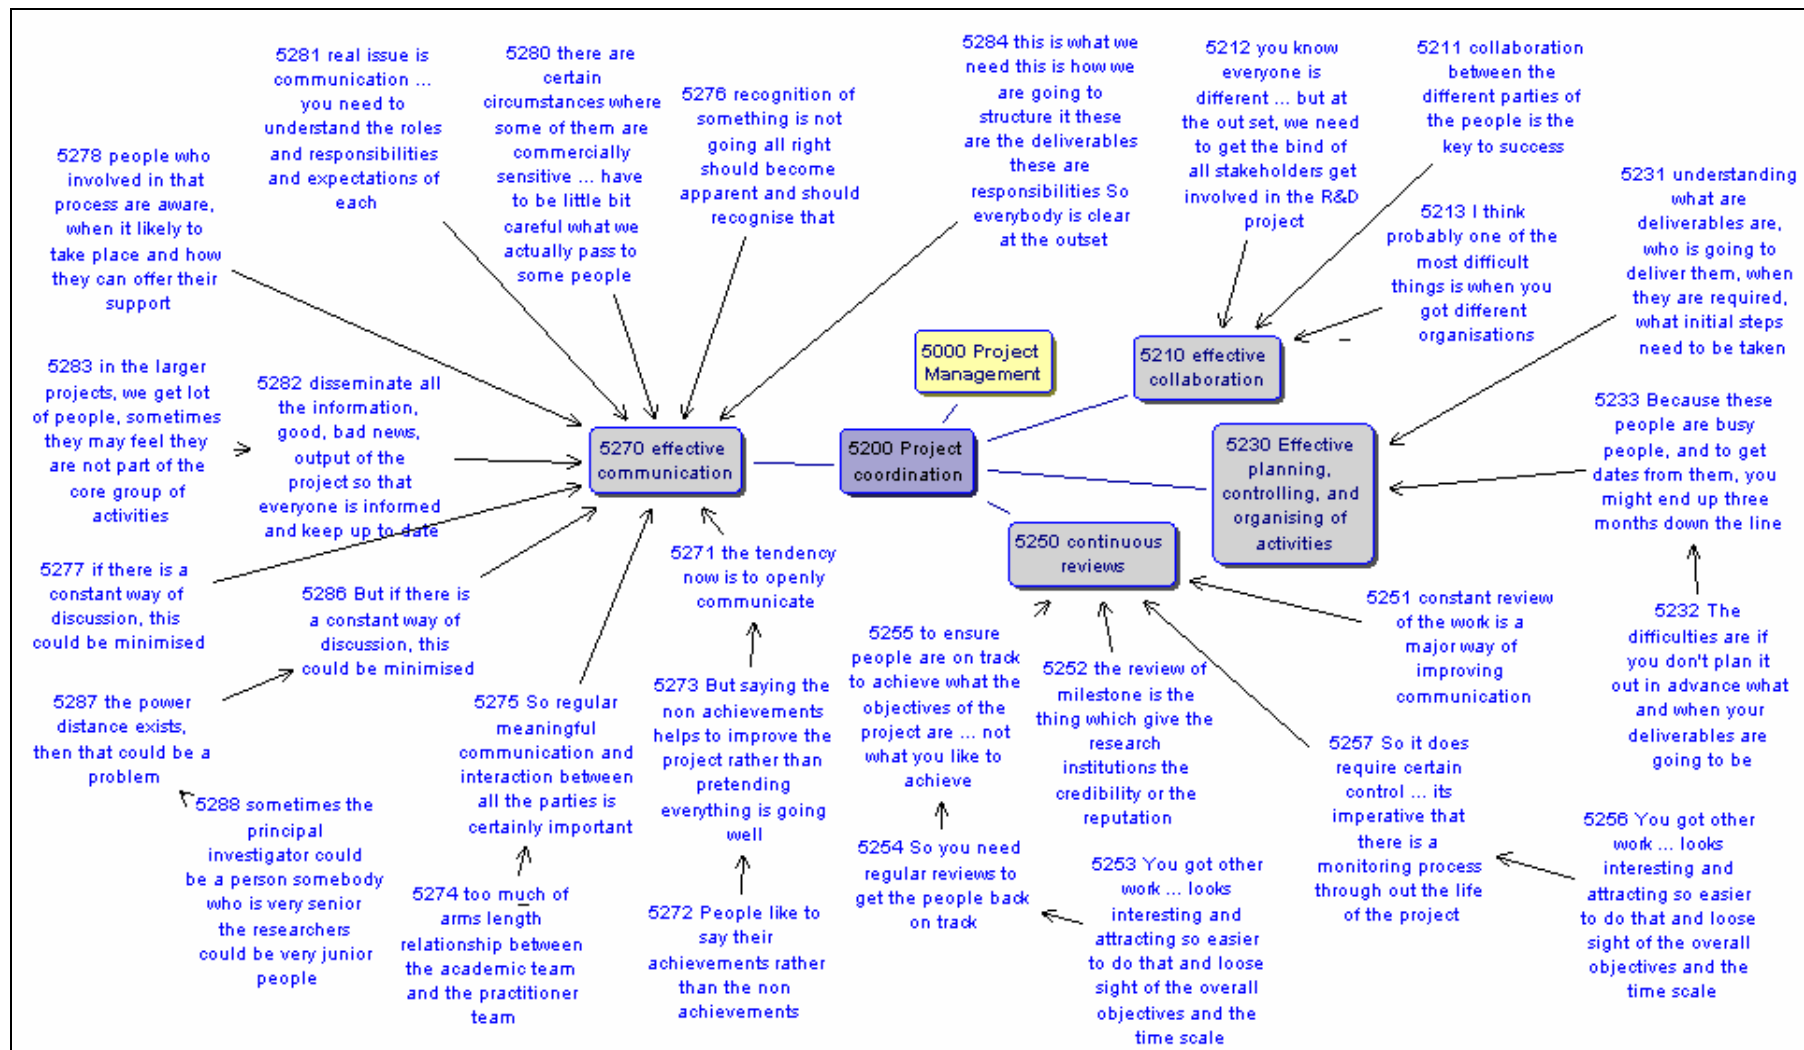 5281 real issue is
communication ...
you need to
understand the roles
and responsibilities
and expectations of
each
5280 there are
certain
circumstances where
some of them are
commercially
sensitive ... have
to be little bit
careful what we
actually pass to
some people
5276 recognition of
something is not
going all right
should become
apparent and should
recognise that
5284 this is what we
need this is how we
are going to
structure it these
are the deliverables
these are
responsibilities So
everybody is clear
at the outset
5212 you know
everyone is
different ... but at
the out set, we need
to get the bind of
all stakeholders get
involved in the R&D
project
5211 collaboration
between the
different parties of
the people is the
key to success
5278 people who
involved in that
process are aware,
when it likely to
take place and how
they can offer their
support
5213 I think
probably one of the
most difficult
things is when you
got different
organisations
5231 understanding
what are
deliverables are,
who is going to
deliver them, when
they are required,
what initial steps
need to be taken
5000 Project
Management
5210 effective
collaboration
5283 in the larger
projects, we get lot
of people, sometimes
they may feel they
are not part of the
core group of
activities
5282 disseminate all
the information,
good, bad news,
output of the
project so that
everyone is informed
and keep up to date
5270 effective
communication
5200 Project
coordination
5230 Effective
planning,
controlling, and
organising of
activities
5233 Because these
people are busy
people, and to get
dates from them, you
might end up three
months down the line
5250 continuous
reviews
5277 if there is a
constant way of
discussion, this
could be minimised
5286 But if there is
a constant way of
discussion, this
could be minimised
5271 the tendency
now is to openly
communicate
5255 to ensure
people are on track
to achieve what the
objectives of the
project are ... not
what you like to
achieve
5252 the review of
milestone is the
thing which give the
research
institutions the
credibility or the
reputation
5251 constant review
of the work is a
major way of
improving
communication
5232 The
difficulties are if
you don't plan it
out in advance what
and when your
deliverables are
going to be
5287 the power
distance exists,
then that could be a
problem
5275 So regular
meaningful
communication and
interaction between
all the parties is
certainly important
5273 But saying the
non achievements
helps to improve the
project rather than
pretending
everything is going
well
5257 So it does
require certain
control ... its
imperative that
there is a
monitoring process
through out the life
of the project
5288 sometimes the
principal
investigator could
be a person somebody
who is very senior
the researchers
could be very junior
people
5274 too much of
arms length
relationship between
the academic team
and the practitioner
team
5272 People like to
say their
achievements rather
than the non
achievements
5254 So you need
regular reviews to
get the people back
on track
5253 You got other
work ... looks
interesting and
attracting so easier
to do that and loose
sight of the overall
objectives and the
time scale
5256 You got other
work ... looks
interesting and
attracting so easier
to do that and loose
sight of the overall
objectives and the
time scale